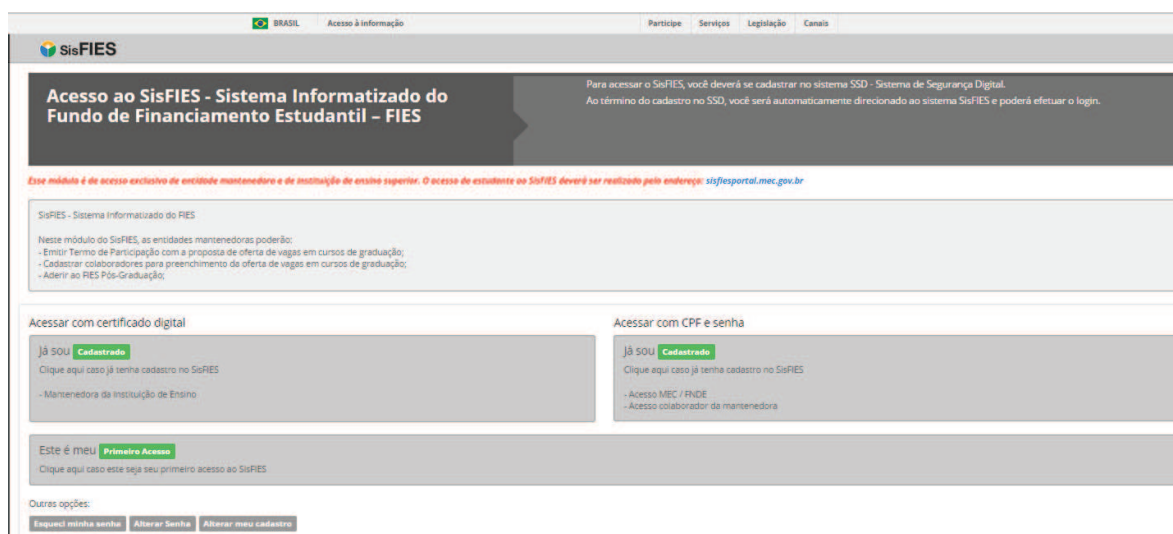 BRASIL Acesso à informação Participe Serviços Legislação Canais
SisFIES
Acesso ao SisFIES - Sistema Informatizado do
Fundo de Financiamento Estudantil – FIES
Para acessar o SisFIES, você deverá se cadastrar no sistema SSD - Sistema de Segurança Digital.
Ao término do cadastro no SSD, você será automaticamente direcionado ao sistema SisFIES e poderá efetuar o login.
Esse módulo é de acesso exclusivo de entidade mantenedora e de instituição de ensino superior. O acesso do estudante ao SisFIES deverá ser realizado pelo endereço: sisfiesportal.mec.gov.br
SisFIES - Sistema Informatizado do FIES
Neste módulo do SisFIES, as entidades mantenedoras poderão:
- Emitir Termo de Participação com a proposta de oferta de vagas em cursos de graduação;
- Cadastrar colaboradores para preenchimento da oferta de vagas em cursos de graduação;
- Aderir ao FIES Pós-Graduação;
Acessar com certificado digital
Já sou Cadastrado
Clique aqui caso já tenha cadastro no SisFIES
- Mantenedora da Instituição de Ensino
Acessar com CPF e senha
Já sou Cadastrado
Clique aqui caso já tenha cadastro no SisFIES
- Acesso MEC / FNDE
- Acesso colaborador da mantenedora
Este é meu Primeiro Acesso
Clique aqui caso este seja seu primeiro acesso ao SisFIES
Outras opções:
Esqueci minha senha Alterar Senha Alterar meu cadastro